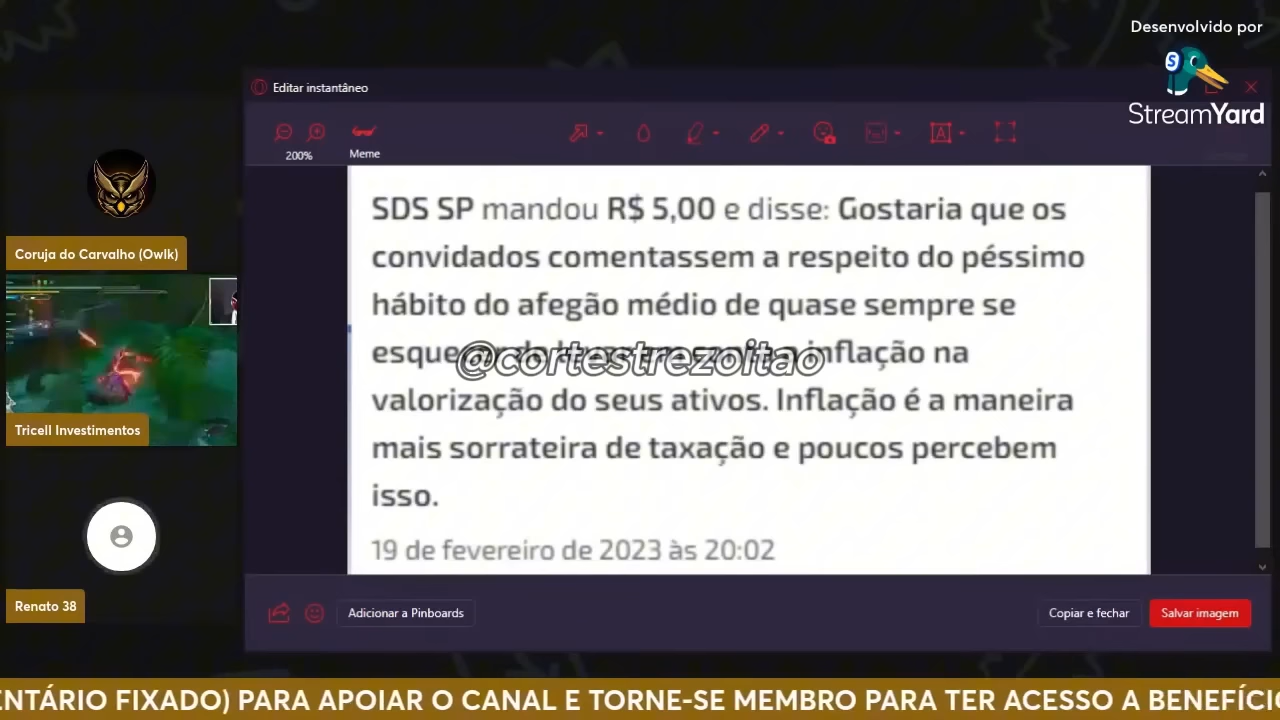 Desenvolvido por
StreamYard
Editar instantâneo
200%
Meme
Coruja do Carvalho (Owlk)
Tricell Investimentos
Renato 38
SDS SP mandou R$ 5,00 e disse: Gostaria que os
convidados comentassem a respeito do péssimo
hábito do afegão médio de quase sempre se
inflação na
@cortestrezoitao
valorização do seus ativos. Inflação é a maneira
mais sorrateira de taxação e poucos percebem
isso.
19 de fevereiro de 2023 às 20:02
Adicionar a Pinboards
Copiar e fechar
Salvar imagem
FIXADO) PARA APOIAR O CANAL E TORNE-SE MEMBRO PARA TER ACESSO A